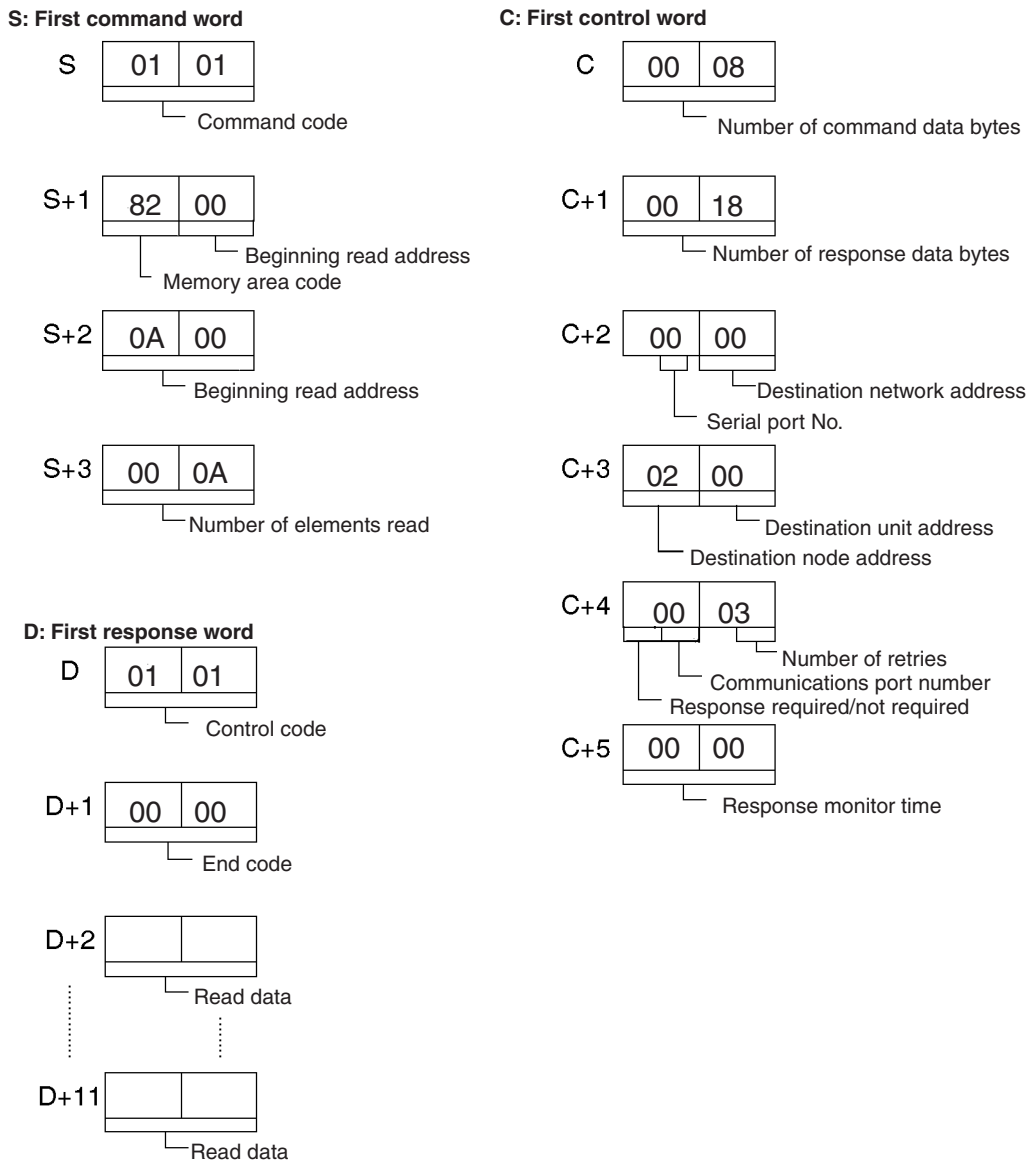 S: First command word
S 01 01
Command code
S+1 82 00
Beginning read address
Memory area code
S+2 0A 00
Beginning read address
S+3 00 0A
Number of elements read
D: First response word
D 01 01
Control code
D+1 00 00
End code
D+2
Read data
D+11
Read data
C: First control word
C 00 08
Number of command data bytes
C+1 00 18
Number of response data bytes
C+2 00 00
Destination network address
Serial port No.
C+3 02 00
Destination unit address
Destination node address
C+4 00 03
Number of retries
Communications port number
Response required/not required
C+5 00 00
Response monitor time